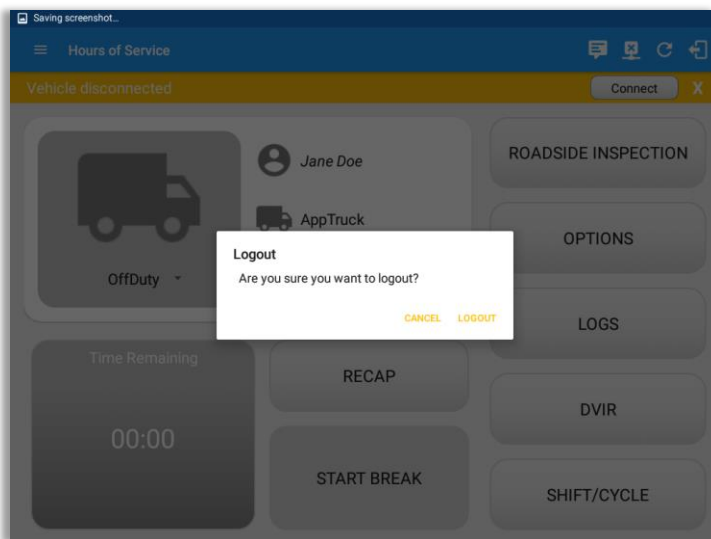 Saving screenshot...
Hours of Service
Vehicle disconnected
Connect
X
Jane Doe
AppTruck
OffDuty
ROADSIDE INSPECTION
OPTIONS
LOGS
DVIR
SHIFT/CYCLE
Logout
Are you sure you want to logout?
CANCEL LOGOUT
Time Remaining
00:00
RECAP
START BREAK